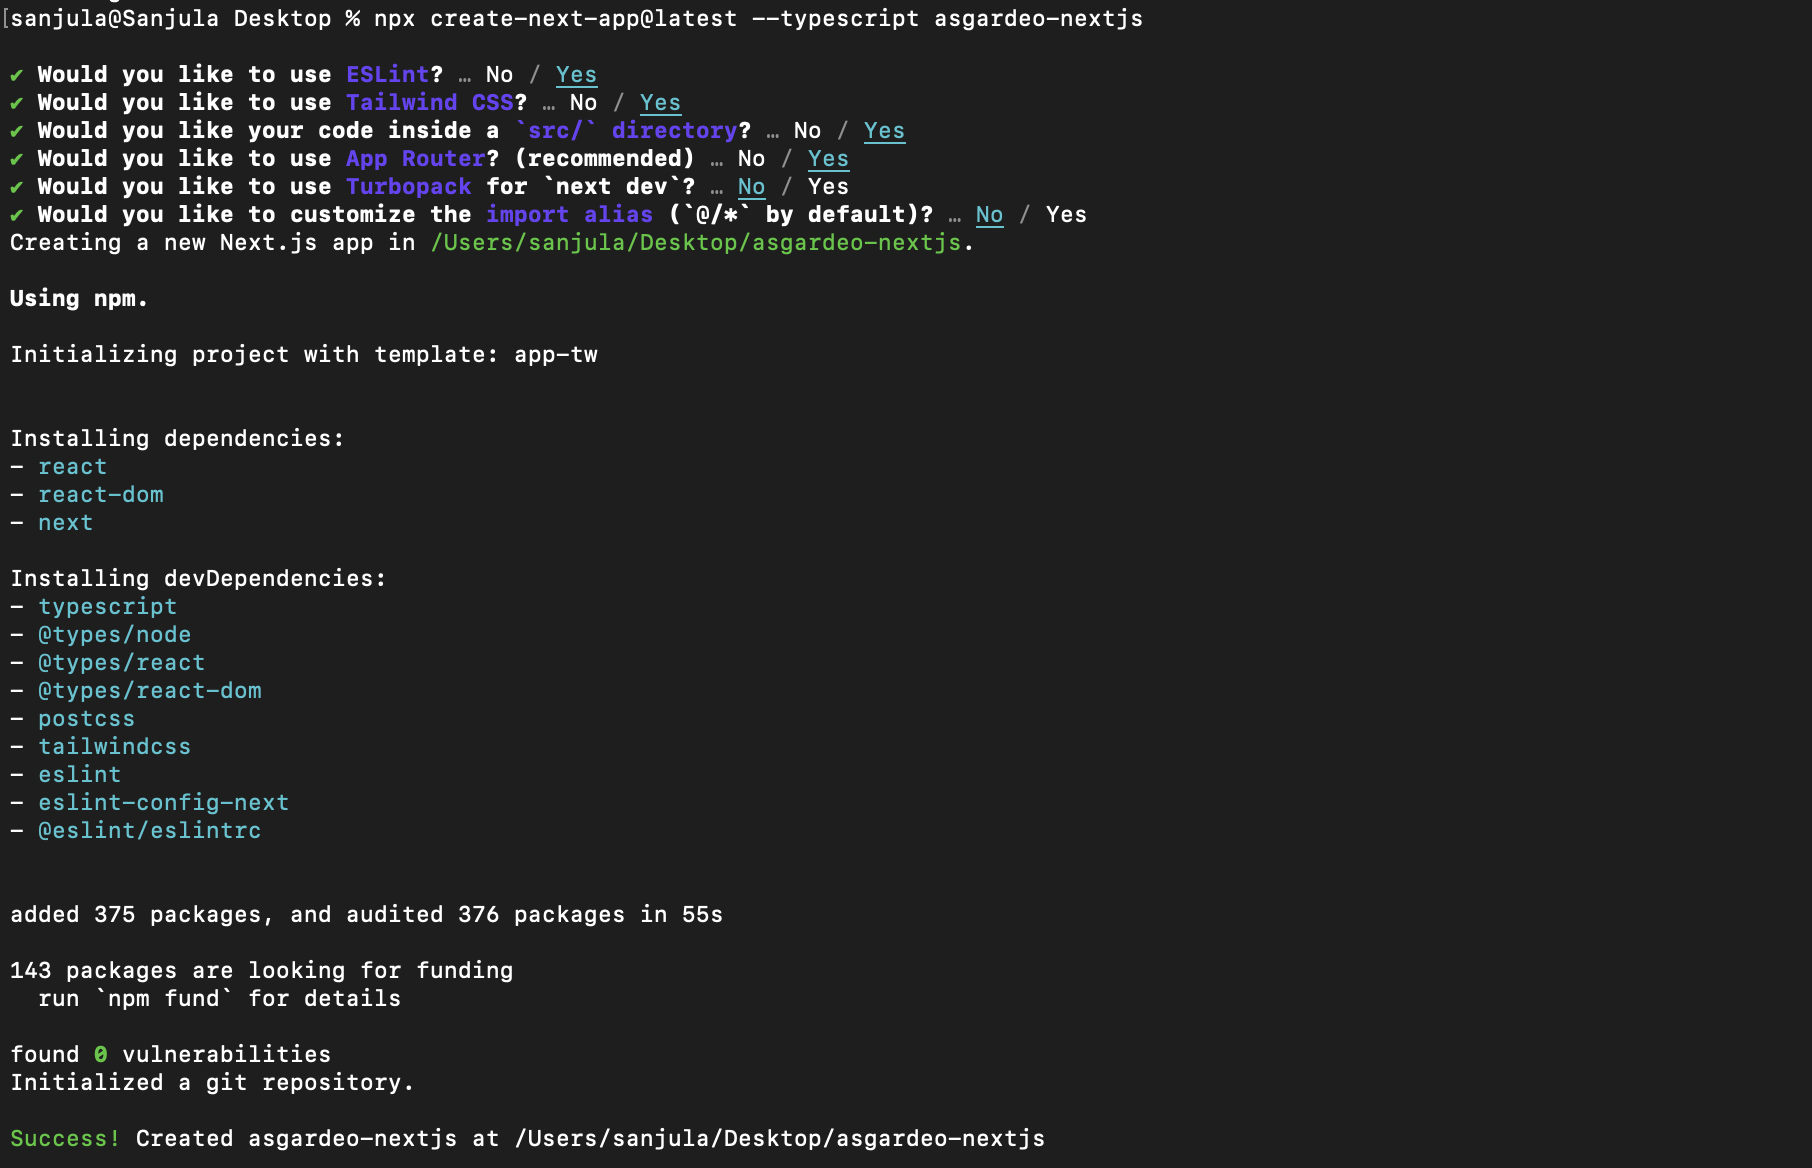 [sanjula@Sanjula Desktop % npx create-next-app@latest --typescript asgardeo-nextjs
✔ Would you like to use ESLint? … No / Yes
✔ Would you like to use Tailwind CSS? … No / Yes
✔ Would you like your code inside a `src/` directory? … No / Yes
✔ Would you like to use App Router? (recommended) … No / Yes
✔ Would you like to use Turbopack for `next dev`? … No / Yes
✔ Would you like to customize the import alias (`@/*` by default)? … No / Yes
Creating a new Next.js app in /Users/sanjula/Desktop/asgardeo-nextjs.
Using npm.
Initializing project with template: app-tw
Installing dependencies:
- react
- react-dom
- next
Installing devDependencies:
- typescript
- @types/node
- @types/react
- @types/react-dom
- postcss
- tailwindcss
- eslint
- eslint-config-next
- @eslint/eslintrc
added 375 packages, and audited 376 packages in 55s
143 packages are looking for funding
  run `npm fund` for details
found 0 vulnerabilities
Initialized a git repository.
Success! Created asgardeo-nextjs at /Users/sanjula/Desktop/asgardeo-nextjs